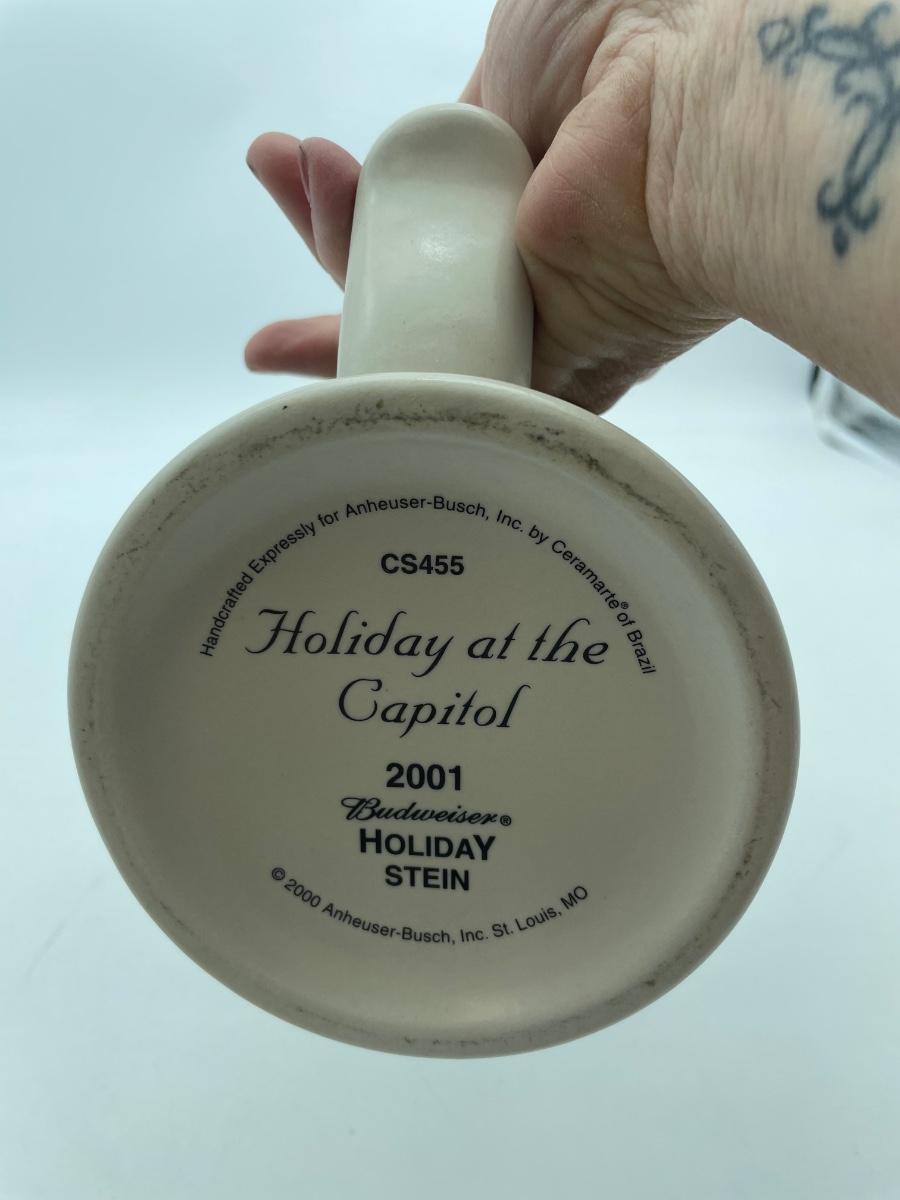 Handcrafted Expressly for Anheuser-Busch, Inc. by Ceramarte® of Brazil
CS455
Holiday at the
Capitol
2001
Budweiser®
HOLIDAY
STEIN
© 2000 Anheuser-Busch, Inc. St. Louis, MO